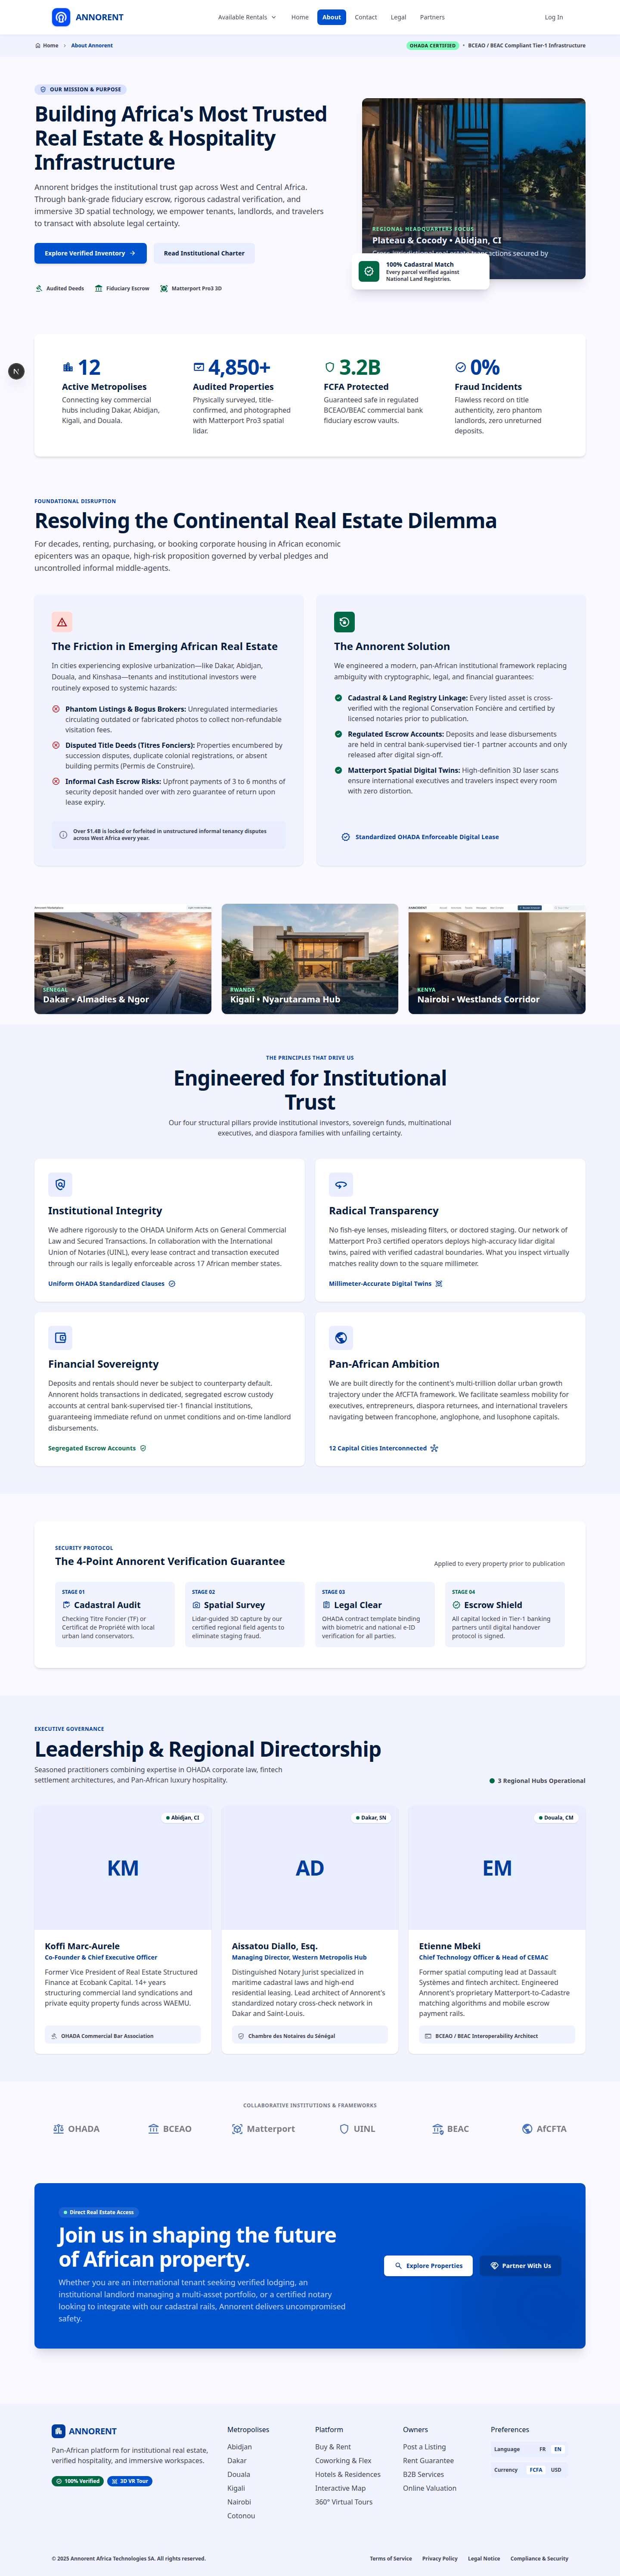 ANNORENT
Available Rentals
Home
About
Contact
Legal
Partners
Log In
Home
About Annorent
OHADA CERTIFIED
• BCEAO / BEAC Compliant Tier-1 Infrastructure
OUR MISSION & PURPOSE
Building Africa's Most Trusted
Real Estate & Hospitality
Infrastructure
Annorent bridges the institutional trust gap across West and Central Africa.
Through bank-grade fiduciary escrow, rigorous cadastral verification, and
immersive 3D spatial technology, we empower tenants, landlords, and travelers
to transact with absolute legal certainty.
Explore Verified Inventory
Read Institutional Charter
Audited Deeds
Fiduciary Escrow
Matterport Pro3 3D
REGIONAL HEADQUARTERS FOCUS
Plateau & Cocody • Abidjan, CI
secured by
100% Cadastral Match
Every parcel verified against
National Land Registries.
N
12
Active Metropolises
Connecting key commercial
hubs including Dakar, Abidjan,
Kigali, and Douala.
4,850+
Audited Properties
Physically surveyed, title-
confirmed, and photographed
with Matterport Pro3 spatial
lidar.
3.2B
FCFA Protected
Guaranteed safe in regulated
BCEAO/BEAC commercial bank
fiduciary escrow vaults.
0%
Fraud Incidents
Flawless record on title
authenticity, zero phantom
landlords, zero unreturned
deposits.
FOUNDATIONAL DISRUPTION
Resolving the Continental Real Estate Dilemma
For decades, renting, purchasing, or booking corporate housing in African economic
epicenters was an opaque, high-risk proposition governed by verbal pledges and
uncontrolled informal middle-agents.
The Friction in Emerging African Real Estate
In cities experiencing explosive urbanization—like Dakar, Abidjan,
Douala, and Kinshasa—tenants and institutional investors were
routinely exposed to systemic hazards:
Phantom Listings & Bogus Brokers: Unregulated intermediaries
circulating outdated or fabricated photos to collect non-refundable
visitation fees.
Disputed Title Deeds (Titres Fonciers): Properties encumbered by
succession disputes, duplicate colonial registrations, or absent
building permits (Permis de Construire).
Informal Cash Escrow Risks: Upfront payments of 3 to 6 months of
security deposit handed over with zero guarantee of return upon
lease expiry.
Over $1.4B is locked or forfeited in unstructured informal tenancy disputes
across West Africa every year.
The Annorent Solution
We engineered a modern, pan-African institutional framework replacing
ambiguity with cryptographic, legal, and financial guarantees:
Cadastral & Land Registry Linkage: Every listed asset is cross-
verified with the regional Conservation Foncière and certified by
licensed notaries prior to publication.
Regulated Escrow Accounts: Deposits and lease disbursements
are held in central bank-supervised tier-1 partner accounts and only
released after digital sign-off.
Matterport Spatial Digital Twins: High-definition 3D laser scans
ensure international executives and travelers inspect every room
with zero distortion.
Standardized OHADA Enforceable Digital Lease
SENEGAL
Dakar • Almadies & Ngor
RWANDA
Kigali • Nyarutarama Hub
ANNORENT
KENYA
Nairobi • Westlands Corridor
THE PRINCIPLES THAT DRIVE US
Engineered for Institutional
Trust
Our four structural pillars provide institutional investors, sovereign funds, multinational
executives, and diaspora families with unfailing certainty.
Institutional Integrity
We adhere rigorously to the OHADA Uniform Acts on General Commercial
Law and Secured Transactions. In collaboration with the International
Union of Notaries (UINL), every lease contract and transaction executed
through our rails is legally enforceable across 17 African member states.
Uniform OHADA Standardized Clauses
Radical Transparency
No fish-eye lenses, misleading filters, or doctored staging. Our network of
Matterport Pro3 certified operators deploys high-accuracy lidar digital
twins, paired with verified cadastral boundaries. What you inspect virtually
matches reality down to the square millimeter.
Millimeter-Accurate Digital Twins
Financial Sovereignty
Deposits and rentals should never be subject to counterparty default.
Annorent holds transactions in dedicated, segregated escrow custody
accounts at central bank-supervised tier-1 financial institutions,
guaranteeing immediate refund on unmet conditions and on-time landlord
disbursements.
Segregated Escrow Accounts
Pan-African Ambition
We are built directly for the continent's multi-trillion dollar urban growth
trajectory under the AfCFTA framework. We facilitate seamless mobility for
executives, entrepreneurs, diaspora returnees, and international travelers
navigating between francophone, anglophone, and lusophone capitals.
12 Capital Cities Interconnected
SECURITY PROTOCOL
The 4-Point Annorent Verification Guarantee
Applied to every property prior to publication
STAGE 01
Cadastral Audit
Checking Titre Foncier (TF) or
Certificat de Propriété with local
urban land conservators.
STAGE 02
Spatial Survey
Lidar-guided 3D capture by our
certified regional field agents to
eliminate staging fraud.
STAGE 03
Legal Clear
OHADA contract template binding
with biometric and national e-ID
verification for all parties.
STAGE 04
Escrow Shield
All capital locked in Tier-1 banking
partners until digital handover
protocol is signed.
EXECUTIVE GOVERNANCE
Leadership & Regional Directorship
Seasoned practitioners combining expertise in OHADA corporate law, fintech
settlement architectures, and Pan-African luxury hospitality.
3 Regional Hubs Operational
Abidjan, CI
KM
Koffi Marc-Aurele
Co-Founder & Chief Executive Officer
Former Vice President of Real Estate Structured
Finance at Ecobank Capital. 14+ years
structuring commercial land syndications and
private equity property funds across WAEMU.
OHADA Commercial Bar Association
Dakar, SN
AD
Aissatou Diallo, Esq.
Managing Director, Western Metropolis Hub
Distinguished Notary Jurist specialized in
maritime cadastral laws and high-end
residential leasing. Lead architect of Annorent's
standardized notary cross-check network in
Dakar and Saint-Louis.
Chambre des Notaires du Sénégal
Douala, CM
EM
Etienne Mbeki
Chief Technology Officer & Head of CEMAC
Former spatial computing lead at Dassault
Systèmes and fintech architect. Engineered
Annorent's proprietary Matterport-to-Cadastre
matching algorithms and mobile escrow
payment rails.
BCEAO / BEAC Interoperability Architect
COLLABORATIVE INSTITUTIONS & FRAMEWORKS
OHADA
BCEAO
Matterport
UINL
BEAC
AfCFTA
Direct Real Estate Access
Join us in shaping the future
of African property.
Whether you are an international tenant seeking verified lodging, an
institutional landlord managing a multi-asset portfolio, or a certified notary
looking to integrate with our cadastral rails, Annorent delivers uncompromised
safety.
Explore Properties
Partner With Us
ANNORENT
Pan-African platform for institutional real estate,
verified hospitality, and immersive workspaces.
100% Verified
3D VR Tour
Metropolises
Abidjan
Dakar
Douala
Kigali
Nairobi
Cotonou
Platform
Buy & Rent
Coworking & Flex
Hotels & Residences
Interactive Map
360° Virtual Tours
Owners
Post a Listing
Rent Guarantee
B2B Services
Online Valuation
Preferences
Language
FR
EN
Currency
FCFA
USD
© 2025 Annorent Africa Technologies SA. All rights reserved.
Terms of Service
Privacy Policy
Legal Notice
Compliance & Security